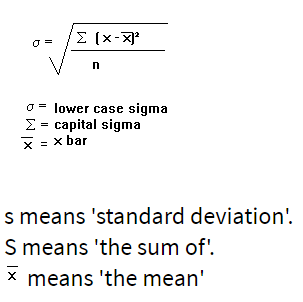 σ = √ Σ (x - x̄)²
n
σ = lower case sigma
Σ = capital sigma
x̄ = x bar
s means 'standard deviation'.
S means 'the sum of'.
x̄ means 'the mean'